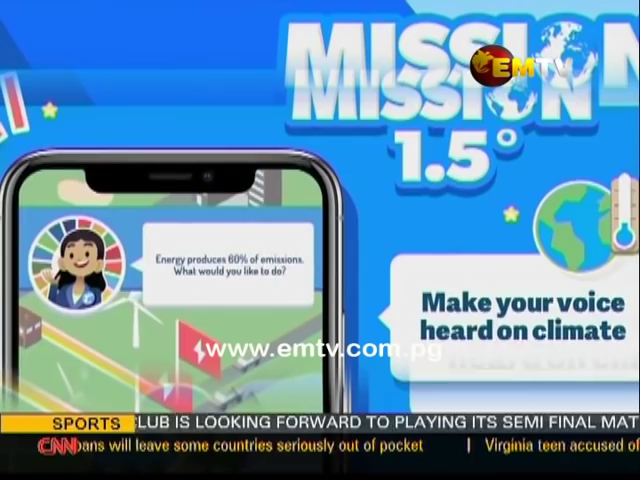 MISSION
MISSION
EMTV
1.5°
Energy produces 60% of emissions.
What would you like to do?
Make your voice
heard on climate
www.emtv.com.pg
SPORTS
CLUB IS LOOKING FORWARD TO PLAYING ITS SEMI FINAL MAT
CNN
bans will leave some countries seriously out of pocket
| Virginia teen accused of